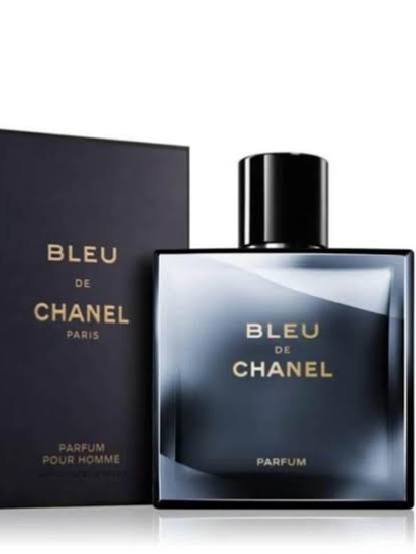 BLEU
DE
CHANEL
PARIS
PARFUM
POUR HOMME
BLEU
DE
CHANEL
PARFUM